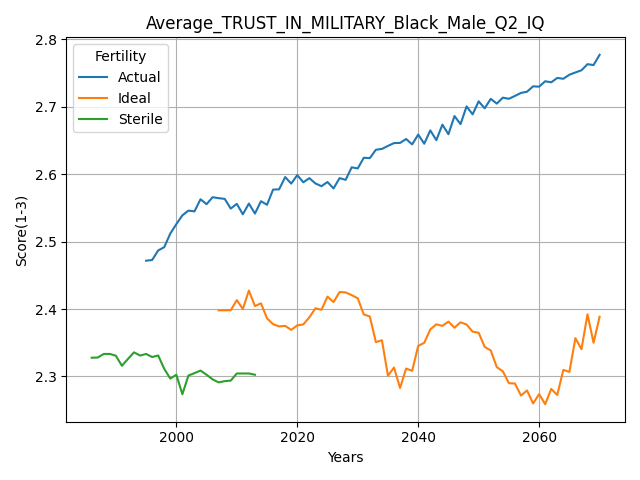 Average_TRUST_IN_MILITARY_Black_Male_Q2_IQ
Fertility
Actual
Ideal
Sterile
Score(1-3)
2.8
2.7
2.6
2.5
2.4
2.3
2000
2020
2040
2060
Years